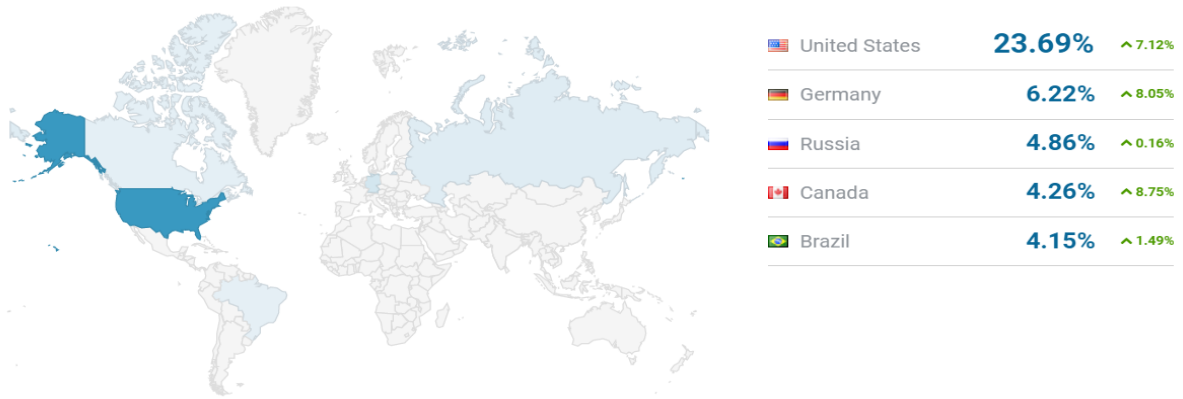 United States 23.69% 7.12%
Germany 6.22% 8.05%
Russia 4.86% 0.16%
Canada 4.26% 8.75%
Brazil 4.15% 1.49%